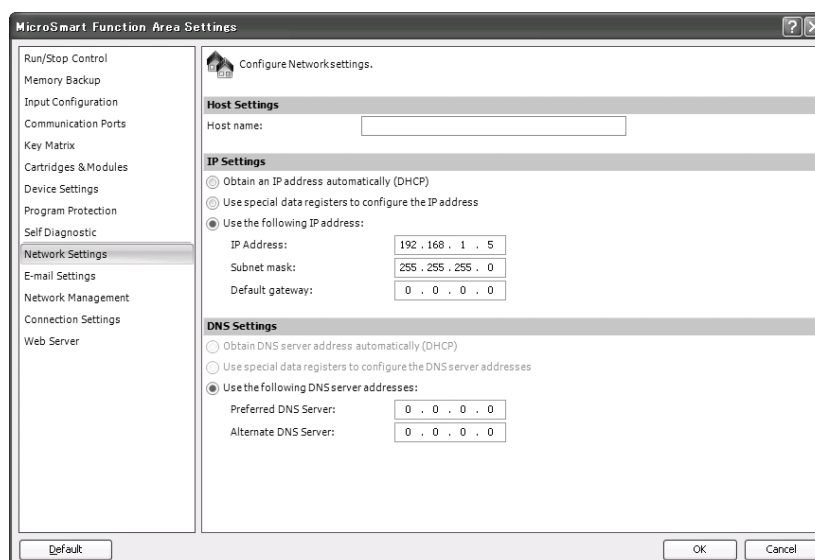 MicroSmart Function Area Settings
Run/Stop Control
Memory Backup
Input Configuration
Communication Ports
Key Matrix
Cartridges & Modules
Device Settings
Program Protection
Self Diagnostic
Network Settings
E-mail Settings
Network Management
Connection Settings
Web Server
Configure Network settings.
Host Settings
Host name:
IP Settings
Obtain an IP address automatically (DHCP)
Use special data registers to configure the IP address
Use the following IP address:
IP Address: 192 . 168 . 1 . 5
Subnet mask: 255 . 255 . 255 . 0
Default gateway: 0 . 0 . 0 . 0
DNS Settings
Obtain DNS server address automatically (DHCP)
Use special data registers to configure the DNS server addresses
Use the following DNS server addresses:
Preferred DNS Server: 0 . 0 . 0 . 0
Alternate DNS Server: 0 . 0 . 0 . 0
Default OK Cancel